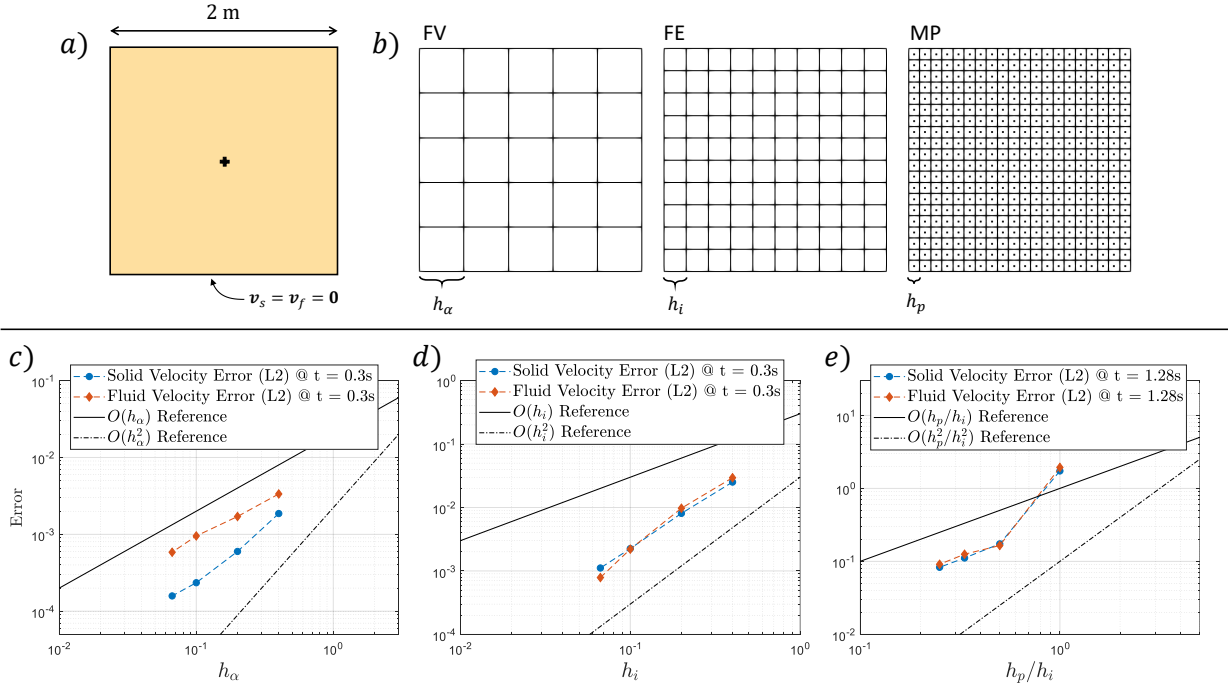 2 m
a)
𝒗ₛ = 𝒗_f = 𝟎
b)
FV
FE
MP
h_α
h_i
h_p
c)
Solid Velocity Error (L2) @ t = 0.3s
Fluid Velocity Error (L2) @ t = 0.3s
O(h_α) Reference
O(h_α^2) Reference
10^-1
10^-2
10^-3
10^-4
Error
10^-2
10^-1
10^0
h_α
d)
Solid Velocity Error (L2) @ t = 0.3s
Fluid Velocity Error (L2) @ t = 0.3s
O(h_i) Reference
O(h_i^2) Reference
10^0
10^-1
10^-2
10^-3
10^-4
10^-2
10^-1
10^0
h_i
e)
Solid Velocity Error (L2) @ t = 1.28s
Fluid Velocity Error (L2) @ t = 1.28s
O(h_p/h_i) Reference
O(h_p^2/h_i^2) Reference
10^1
10^0
10^-1
10^-2
10^-1
10^0
h_p/h_i